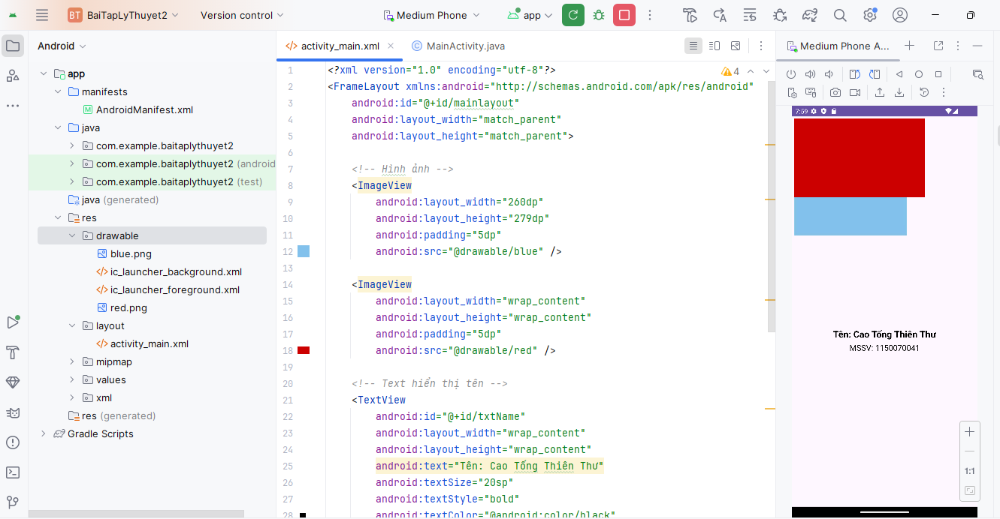 BT BaiTapLyThuyet2 Version control Medium Phone app
Android
app
manifests
AndroidManifest.xml
java
com.example.baitaplythuyet2
com.example.baitaplythuyet2 (android
com.example.baitaplythuyet2 (test)
java (generated)
res
drawable
blue.png
ic_launcher_background.xml
ic_launcher_foreground.xml
red.png
layout
activity_main.xml
mipmap
values
xml
res (generated)
Gradle Scripts
activity_main.xml MainActivity.java
4
1 <?xml version="1.0" encoding="utf-8"?>
2 <FrameLayout xmlns:android="http://schemas.android.com/apk/res/android"
3 android:id="@+id/mainlayout"
4 android:layout_width="match_parent"
5 android:layout_height="match_parent">
6
7 <!-- Hình ảnh -->
8 <ImageView
9 android:layout_width="260dp"
10 android:layout_height="279dp"
11 android:padding="5dp"
12 android:src="@drawable/blue" />
13
14 <ImageView
15 android:layout_width="wrap_content"
16 android:layout_height="wrap_content"
17 android:padding="5dp"
18 android:src="@drawable/red" />
19
20 <!-- Text hiển thị tên -->
21 <TextView
22 android:id="@+id/txtName"
23 android:layout_width="wrap_content"
24 android:layout_height="wrap_content"
25 android:text="Tên: Cao Tống Thiên Thư"
26 android:textSize="20sp"
27 android:textStyle="bold"
28 android:textColor="@android:color/black"
Medium Phone A...
7:59
Tên: Cao Tống Thiên Thư
MSSV: 1150070041
1:1